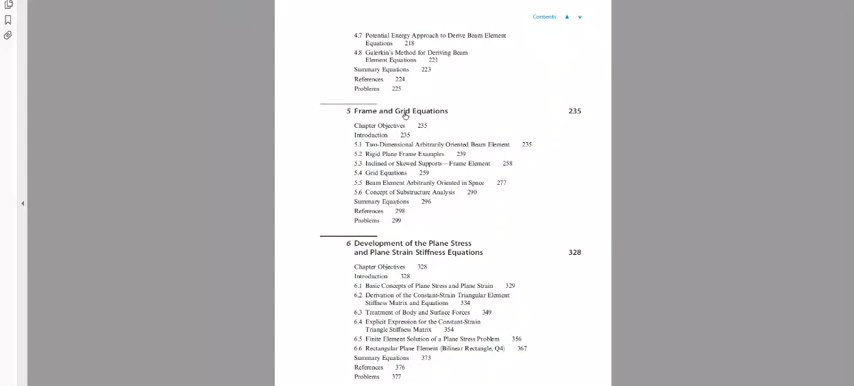 Contents
4.7 Potential Energy Approach to Derive Beam Element
Equations 218
4.8 Galerkin's Method for Deriving Beam
Element Equations 221
Summary Equations 223
References 224
Problems 225
5 Frame and Grid Equations 235
Chapter Objectives 235
Introduction 235
5.1 Two-Dimensional Arbitrarily Oriented Beam Element 235
5.2 Rigid Plane Frame Examples 239
5.3 Inclined or Skewed Supports—Frame Element 258
5.4 Grid Equations 259
5.5 Beam Element Arbitrarily Oriented in Space 277
5.6 Concept of Substructure Analysis 290
Summary Equations 296
References 298
Problems 299
6 Development of the Plane Stress
and Plane Strain Stiffness Equations 328
Chapter Objectives 328
Introduction 328
6.1 Basic Concepts of Plane Stress and Plane Strain 329
6.2 Derivation of the Constant-Strain Triangular Element
Stiffness Matrix and Equations 334
6.3 Treatment of Body and Surface Forces 349
6.4 Explicit Expression for the Constant-Strain
Triangle Stiffness Matrix 354
6.5 Finite Element Solution of a Plane Stress Problem 356
6.6 Rectangular Plane Element (Bilinear Rectangle, Q4) 367
Summary Equations 373
References 376
Problems 377